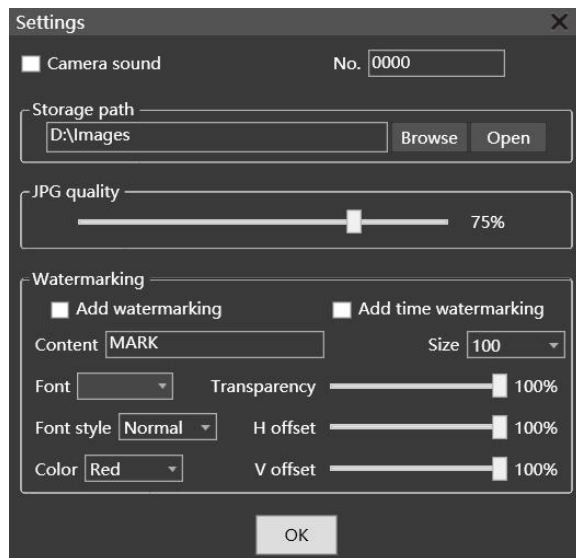 Settings
Camera sound No. 0000
Storage path
D:\Images Browse Open
JPG quality
75%
Watermarking
Add watermarking Add time watermarking
Content MARK Size 100
Font Transparency 100%
Font style Normal H offset 100%
Color Red V offset 100%
OK